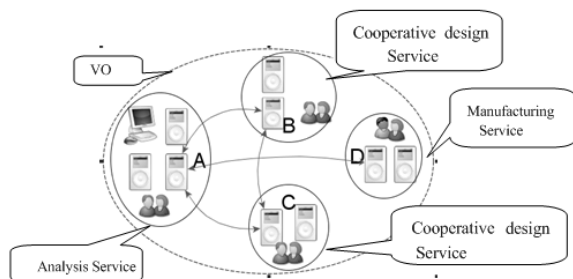 Cooperative design
Service
VO
B
Manufacturing
Service
A
D
C
Cooperative design
Service
Analysis Service